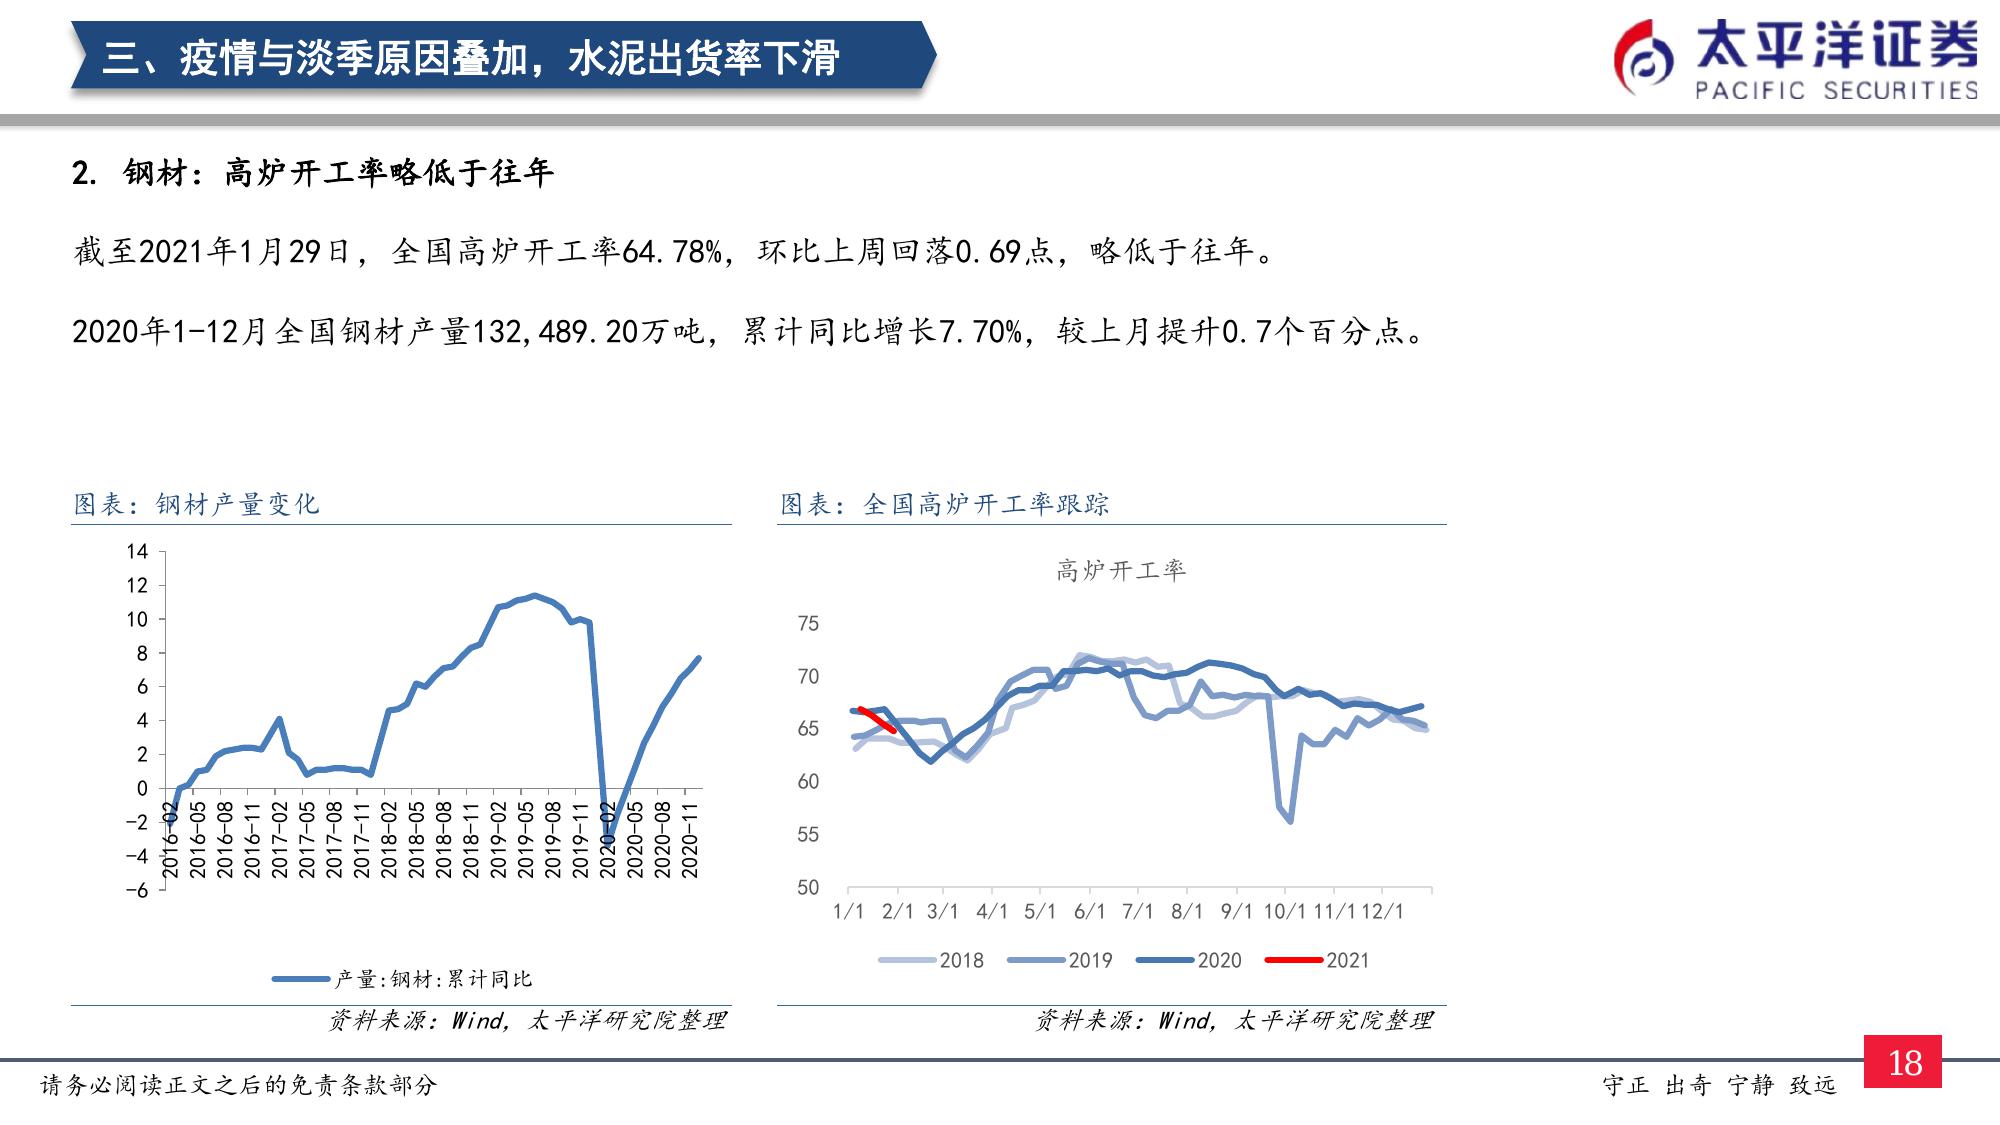 三、疫情与淡季原因叠加，水泥出货率下滑
太平洋证券
PACIFIC SECURITIES
2. 钢材：高炉开工率略低于往年
截至2021年1月29日，全国高炉开工率64.78%，环比上周回落0.69点，略低于往年。
2020年1-12月全国钢材产量132,489.20万吨，累计同比增长7.70%，较上月提升0.7个百分点。
图表：钢材产量变化
14
12
10
8
6
4
2
0
-2
-4
-6
2016-02
2016-05
2016-08
2016-11
2017-02
2017-05
2017-08
2017-11
2018-02
2018-05
2018-08
2018-11
2019-02
2019-05
2019-08
2019-11
2020-02
2020-05
2020-08
2020-11
产量:钢材:累计同比
资料来源：Wind，太平洋研究院整理
图表：全国高炉开工率跟踪
高炉开工率
75
70
65
60
55
50
1/1 2/1 3/1 4/1 5/1 6/1 7/1 8/1 9/1 10/1 11/1 12/1
2018 2019 2020 2021
资料来源：Wind，太平洋研究院整理
请务必阅读正文之后的免责条款部分
守正 出奇 宁静 致远
18